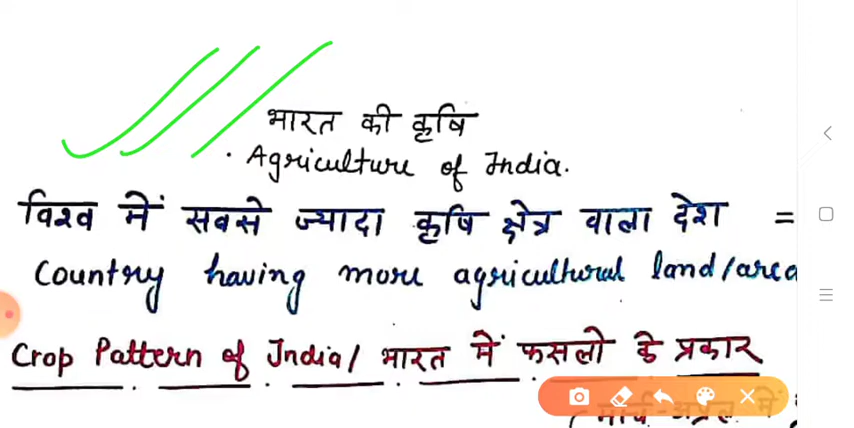 भारत की कृषि
Agriculture of India.
विश्व में सबसे ज्यादा कृषि क्षेत्र वाला देश =
Country having more agricultural land/area
Crop Pattern of India/ भारत में फसलो के प्रकार